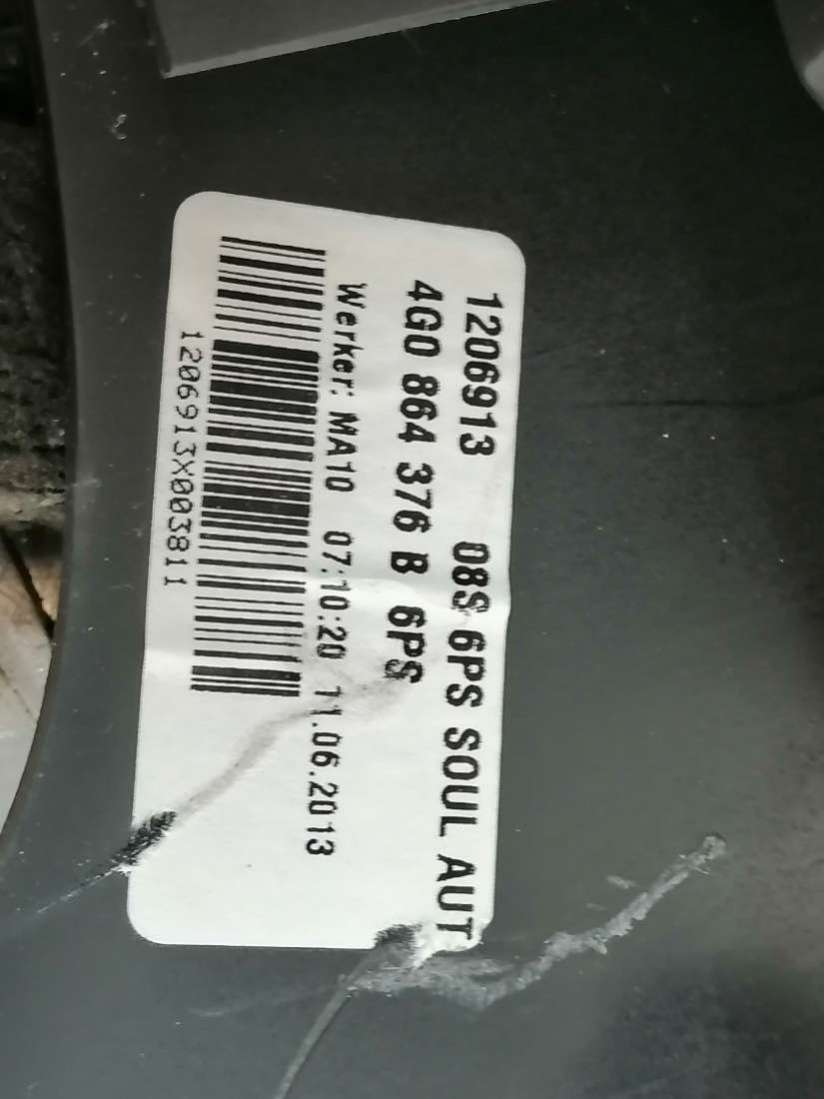 1206913 08S 6PS SOUL AUT
4G0 864 376 B 6PS
Werker: MA10 07:10:20 11.06.2013
1206913X003811